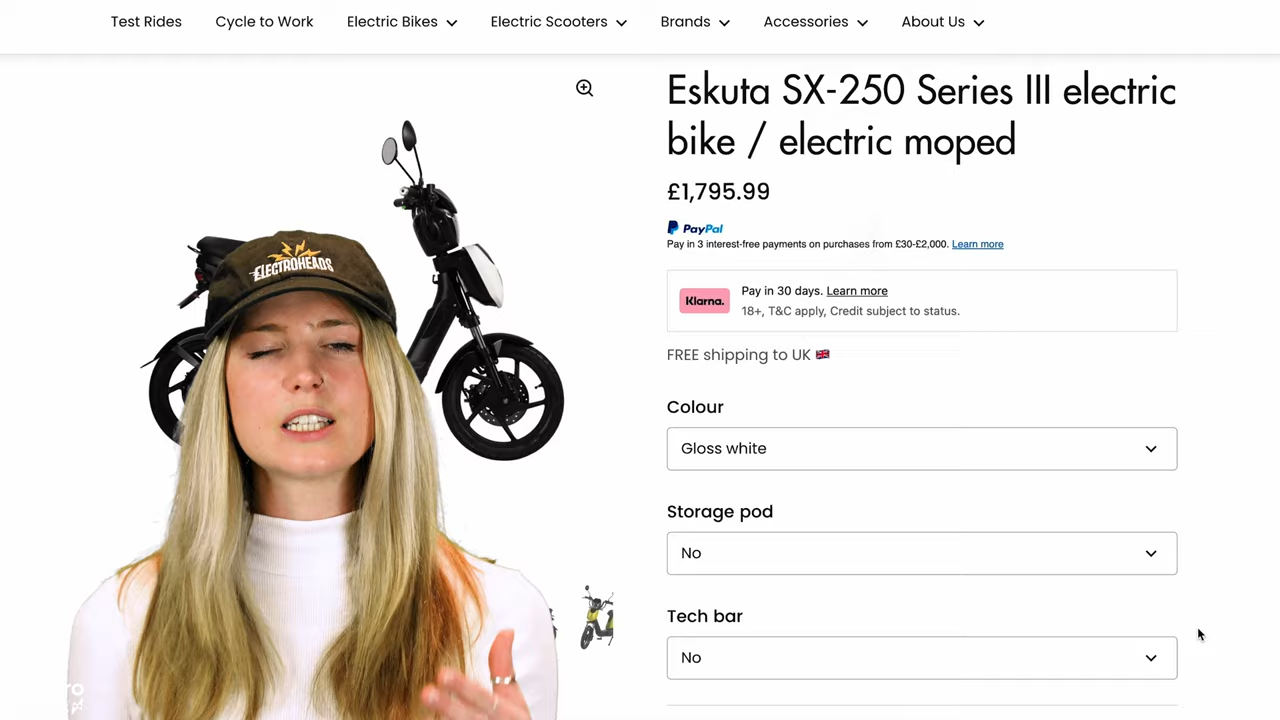 Test Rides Cycle to Work Electric Bikes Electric Scooters Brands Accessories About Us
Eskuta SX-250 Series III electric
bike / electric moped
£1,795.99
PayPal
Pay in 3 interest-free payments on purchases from £30-£2,000. Learn more
Klarna.
Pay in 30 days. Learn more
18+, T&C apply, Credit subject to status.
FREE shipping to UK 🇬🇧
Colour
Gloss white
Storage pod
No
Tech bar
No
ELECTROHEADS